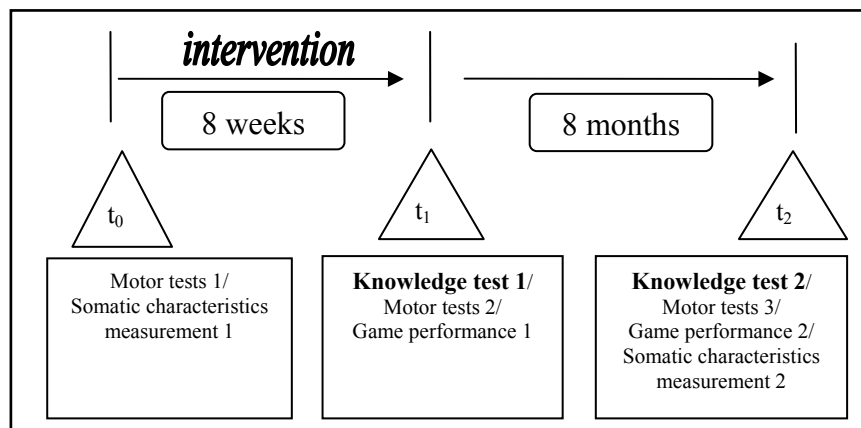 intervention
8 weeks
8 months
t0
t1
t2
Motor tests 1/
Somatic characteristics
measurement 1
Knowledge test 1/
Motor tests 2/
Game performance 1
Knowledge test 2/
Motor tests 3/
Game performance 2/
Somatic characteristics
measurement 2